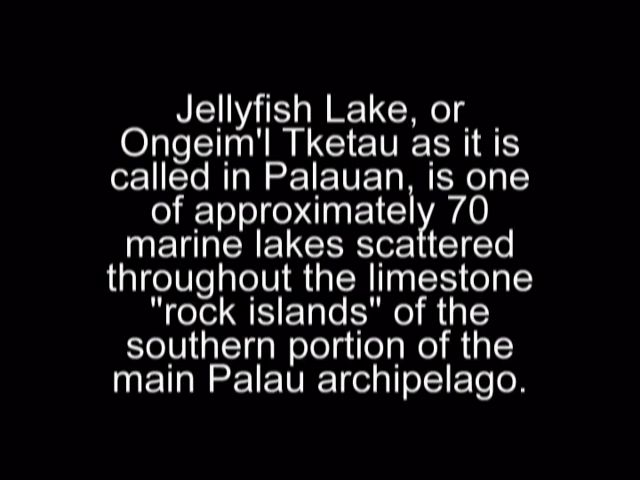 Jellyfish Lake, or
Ongeim'l Tketau as it is
called in Palauan, is one
of approximately 70
marine lakes scattered
throughout the limestone
"rock islands" of the
southern portion of the
main Palau archipelago.